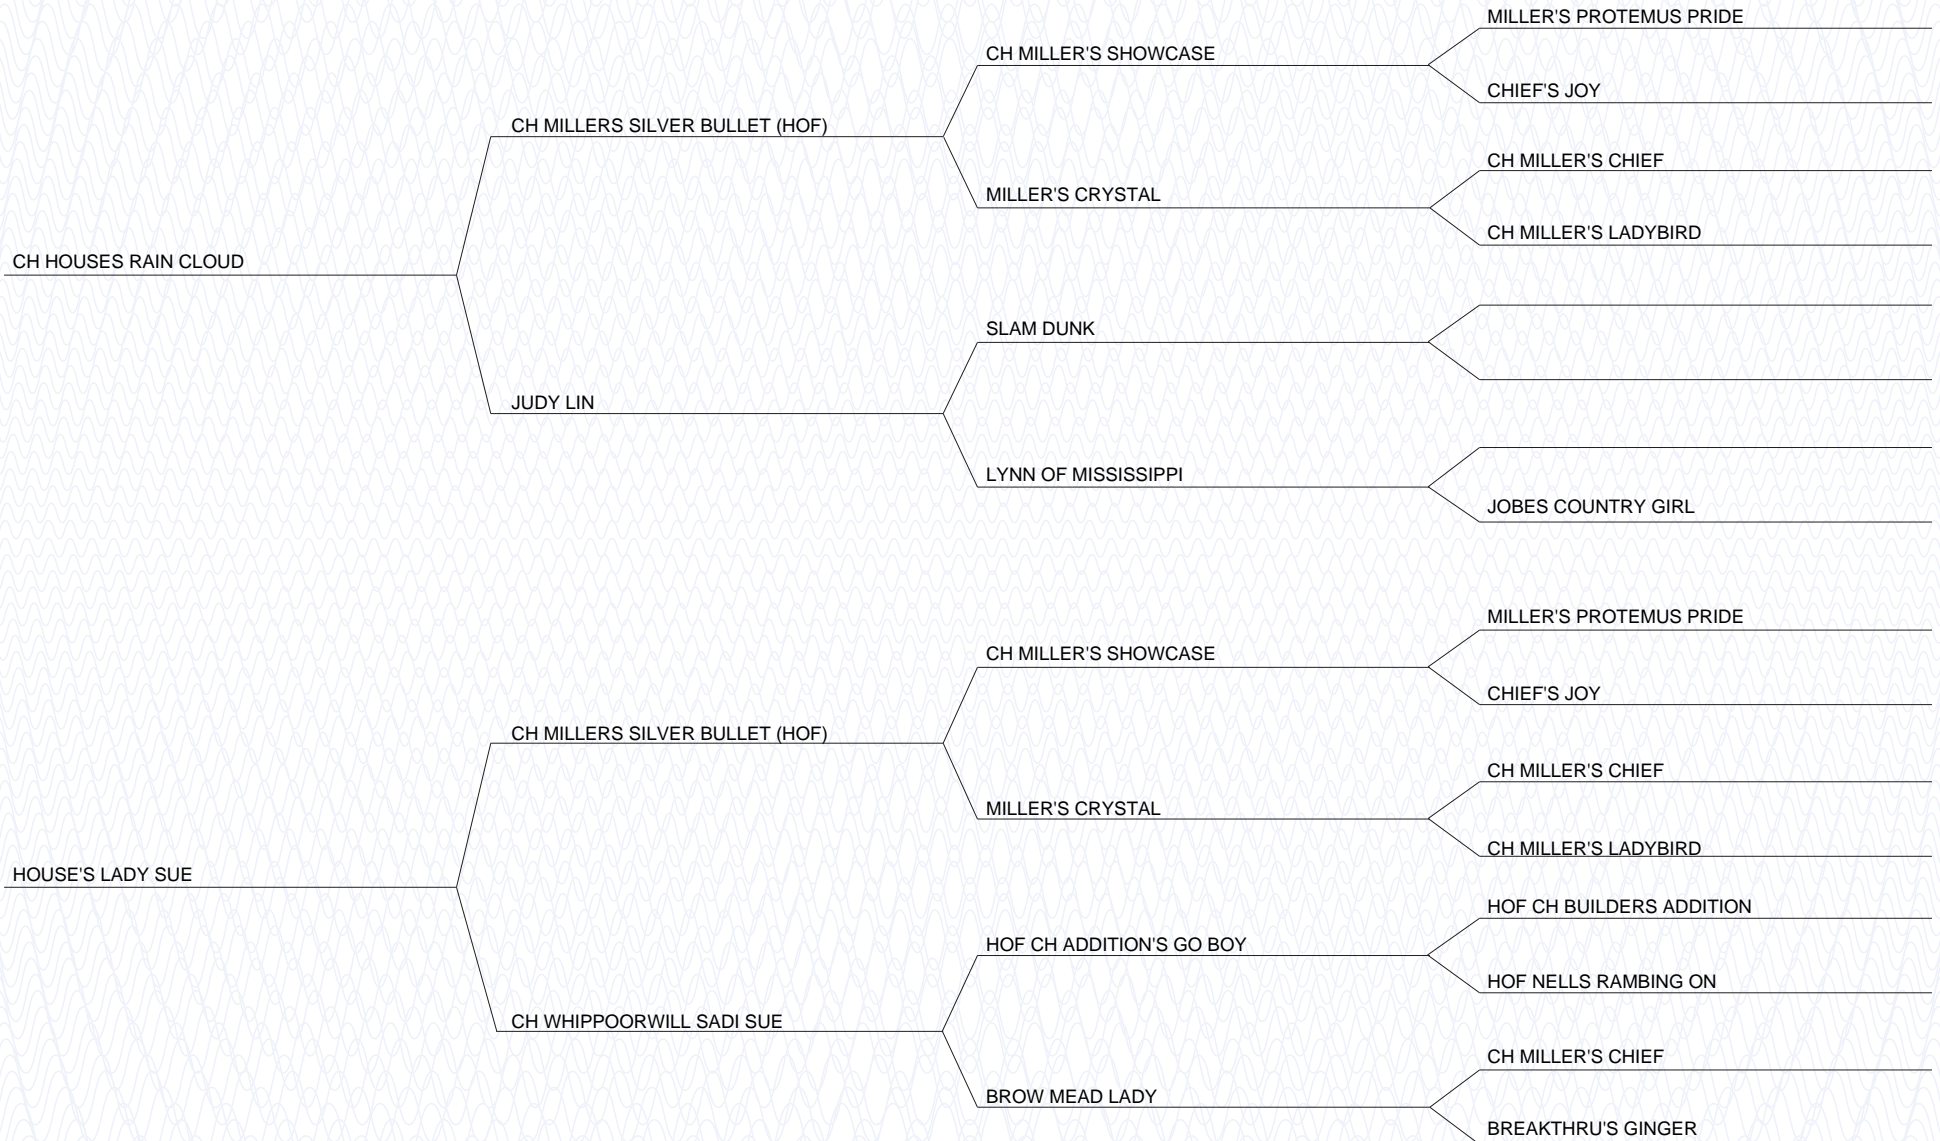 MILLER'S PROTEMUS PRIDE
CH MILLER'S SHOWCASE
CHIEF'S JOY
CH MILLERS SILVER BULLET (HOF)
CH MILLER'S CHIEF
MILLER'S CRYSTAL
CH MILLER'S LADYBIRD
CH HOUSES RAIN CLOUD
SLAM DUNK
JUDY LIN
LYNN OF MISSISSIPPI
JOBES COUNTRY GIRL
MILLER'S PROTEMUS PRIDE
CH MILLER'S SHOWCASE
CHIEF'S JOY
CH MILLERS SILVER BULLET (HOF)
CH MILLER'S CHIEF
MILLER'S CRYSTAL
CH MILLER'S LADYBIRD
HOUSE'S LADY SUE
HOF CH BUILDERS ADDITION
HOF CH ADDITION'S GO BOY
HOF NELLS RAMBING ON
CH WHIPPOORWILL SADI SUE
CH MILLER'S CHIEF
BROW MEAD LADY
BREAKTHRU'S GINGER